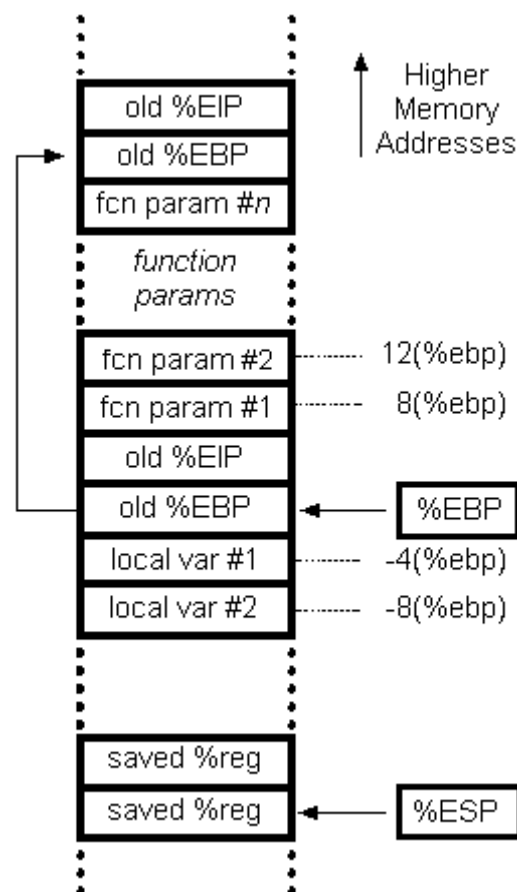 old %EIP
Higher
Memory
Addresses
old %EBP
fcn param #n
function
params
fcn param #2
12(%ebp)
fcn param #1
8(%ebp)
old %EIP
old %EBP
%EBP
local var #1
-4(%ebp)
local var #2
-8(%ebp)
saved %reg
saved %reg
%ESP